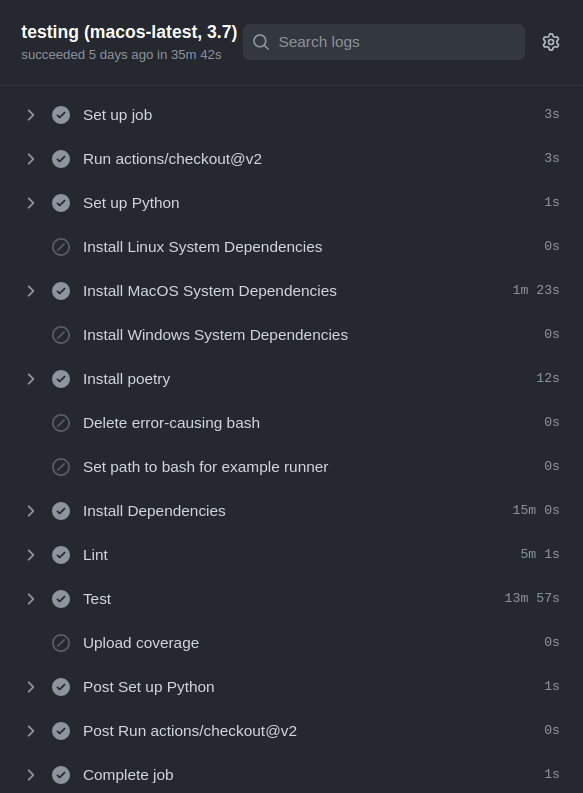 testing (macos-latest, 3.7)
Search logs
succeeded 5 days ago in 35m 42s
Set up job 3s
Run actions/checkout@v2 3s
Set up Python 1s
Install Linux System Dependencies 0s
Install MacOS System Dependencies 1m 23s
Install Windows System Dependencies 0s
Install poetry 12s
Delete error-causing bash 0s
Set path to bash for example runner 0s
Install Dependencies 15m 0s
Lint 5m 1s
Test 13m 57s
Upload coverage 0s
Post Set up Python 1s
Post Run actions/checkout@v2 0s
Complete job 1s